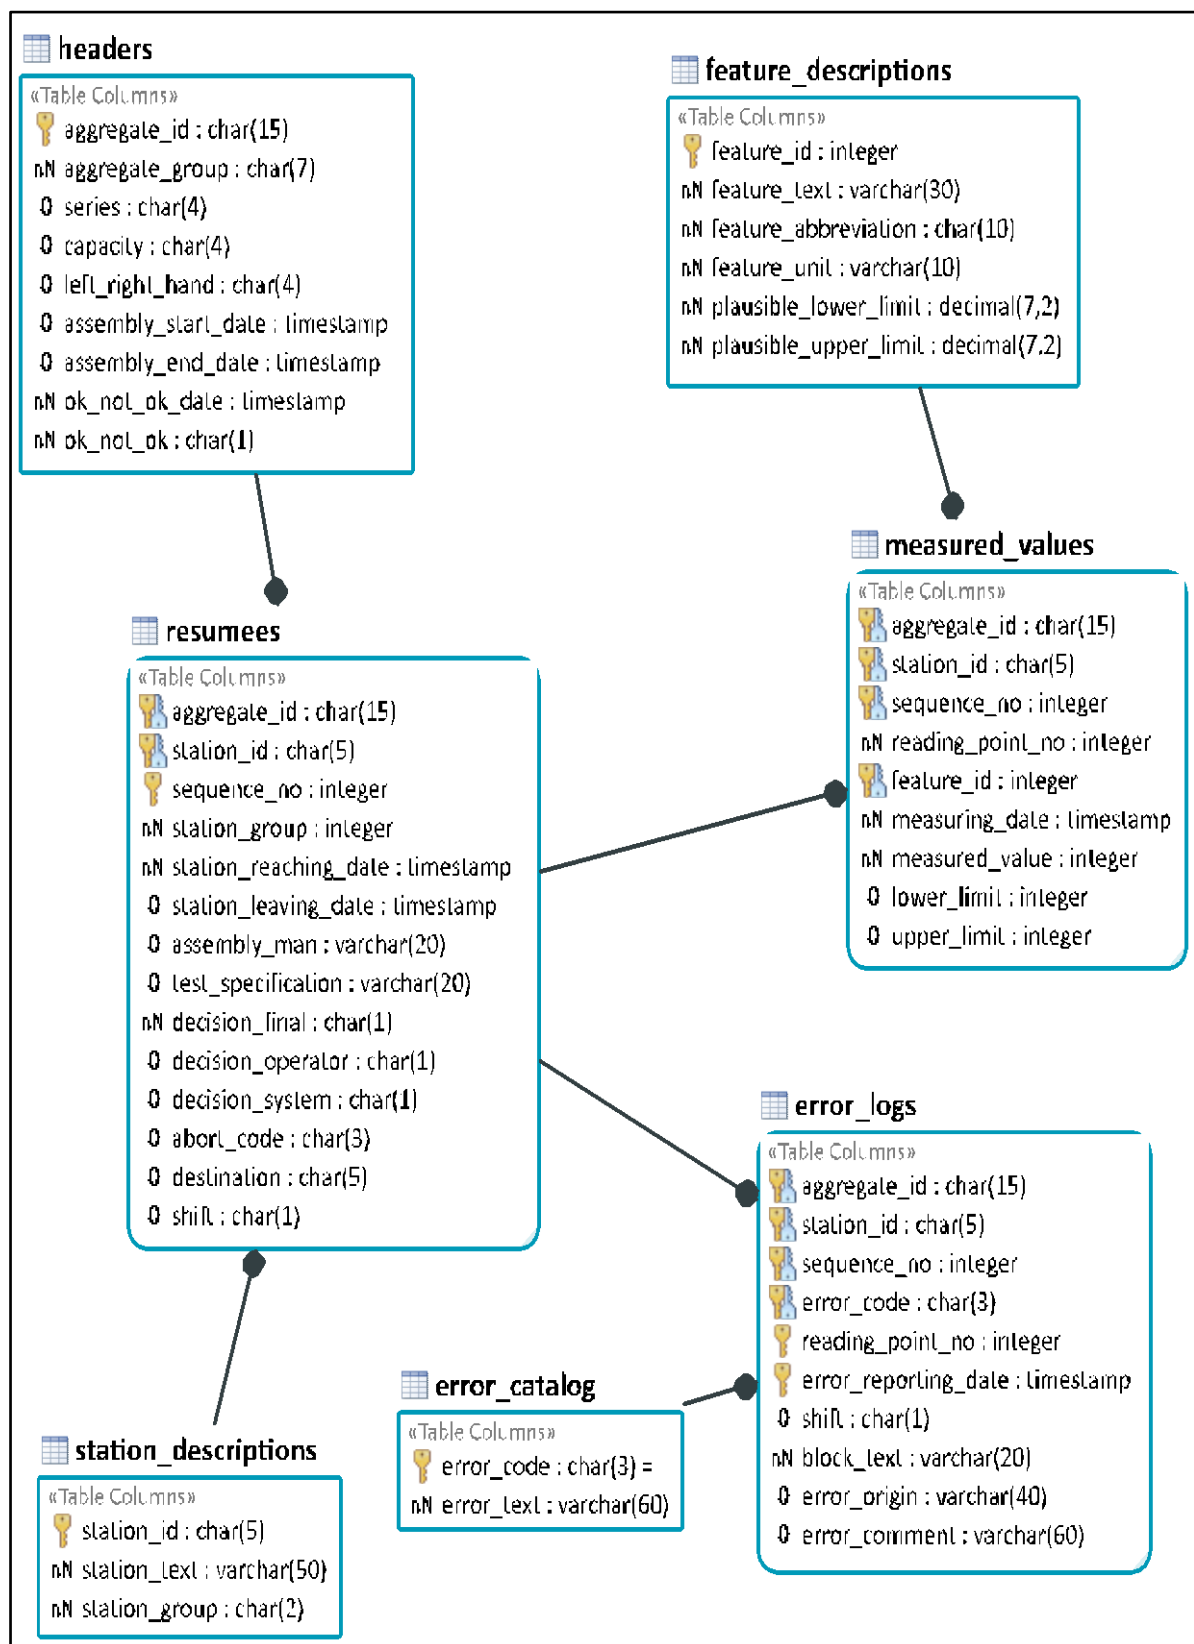 headers
«Table Columns»
aggregate_id : char(15)
nN aggregate_group : char(7)
0 series : char(4)
0 capacity : char(4)
0 left_right_hand : char(4)
0 assembly_start_date : timestamp
0 assembly_end_date : timestamp
nN ok_not_ok_date : timestamp
nN ok_not_ok : char(1)
feature_descriptions
«Table Columns»
feature_id : integer
nN feature_text : varchar(30)
nN feature_abbreviation : char(10)
nN feature_unit : varchar(10)
nN plausible_lower_limit : decimal(7,2)
nN plausible_upper_limit : decimal(7,2)
measured_values
«Table Columns»
aggregate_id : char(15)
station_id : char(5)
sequence_no : integer
nN reading_point_no : integer
feature_id : integer
nN measuring_date : timestamp
nN measured_value : integer
0 lower_limit : integer
0 upper_limit : integer
resumees
«Table Columns»
aggregate_id : char(15)
station_id : char(5)
sequence_no : integer
nN station_group : integer
nN station_reaching_date : timestamp
0 station_leaving_date : timestamp
0 assembly_man : varchar(20)
0 test_specification : varchar(20)
nN decision_final : char(1)
0 decision_operator : char(1)
0 decision_system : char(1)
0 abort_code : char(3)
0 destination : char(5)
0 shift : char(1)
error_logs
«Table Columns»
aggregate_id : char(15)
station_id : char(5)
sequence_no : integer
error_code : char(3)
reading_point_no : integer
error_reporting_date : timestamp
0 shift : char(1)
nN block_text : varchar(20)
0 error_origin : varchar(40)
0 error_comment : varchar(60)
error_catalog
«Table Columns»
error_code : char(3) =
nN error_text : varchar(60)
station_descriptions
«Table Columns»
station_id : char(5)
nN station_text : varchar(50)
nN station_group : char(2)